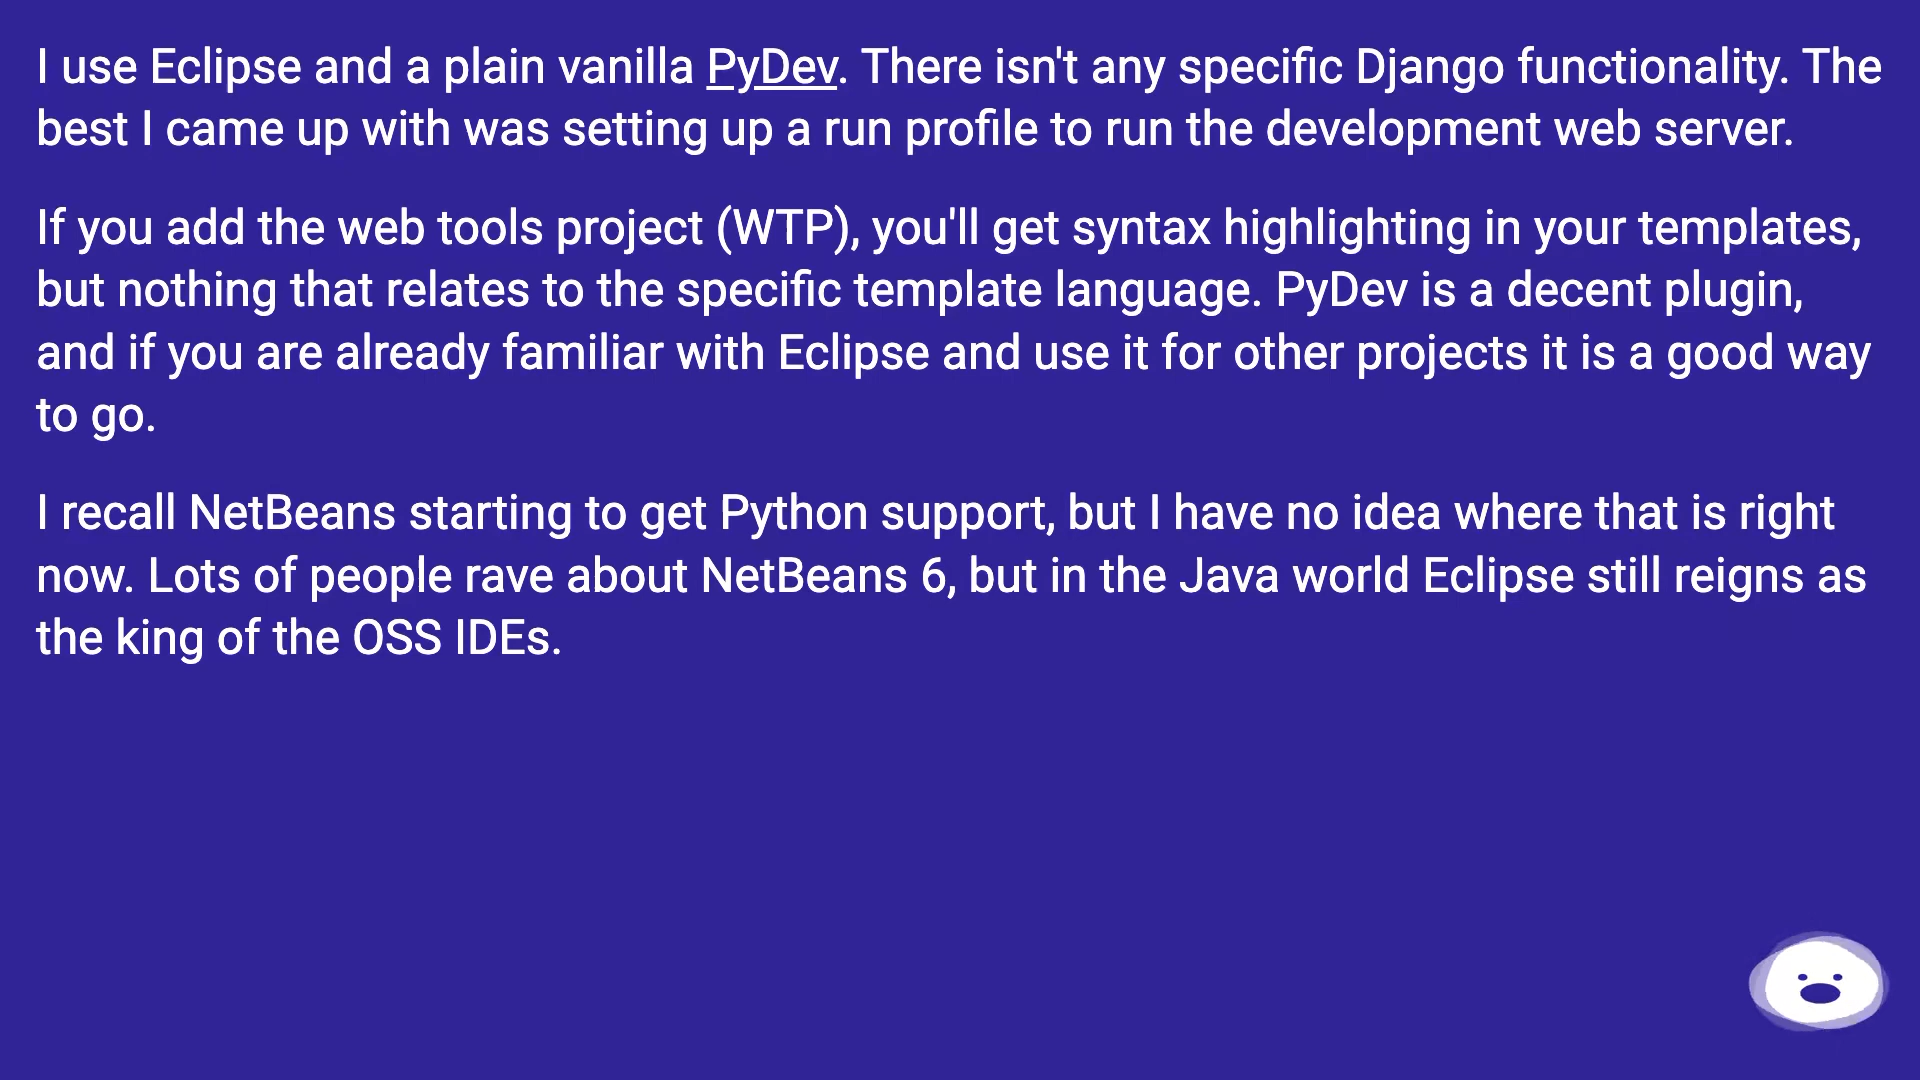 I use Eclipse and a plain vanilla PyDev. There isn't any specific Django functionality. The
best I came up with was setting up a run profile to run the development web server.
If you add the web tools project (WTP), you'll get syntax highlighting in your templates,
but nothing that relates to the specific template language. PyDev is a decent plugin,
and if you are already familiar with Eclipse and use it for other projects it is a good way
to go.
I recall NetBeans starting to get Python support, but I have no idea where that is right
now. Lots of people rave about NetBeans 6, but in the Java world Eclipse still reigns as
the king of the OSS IDEs.